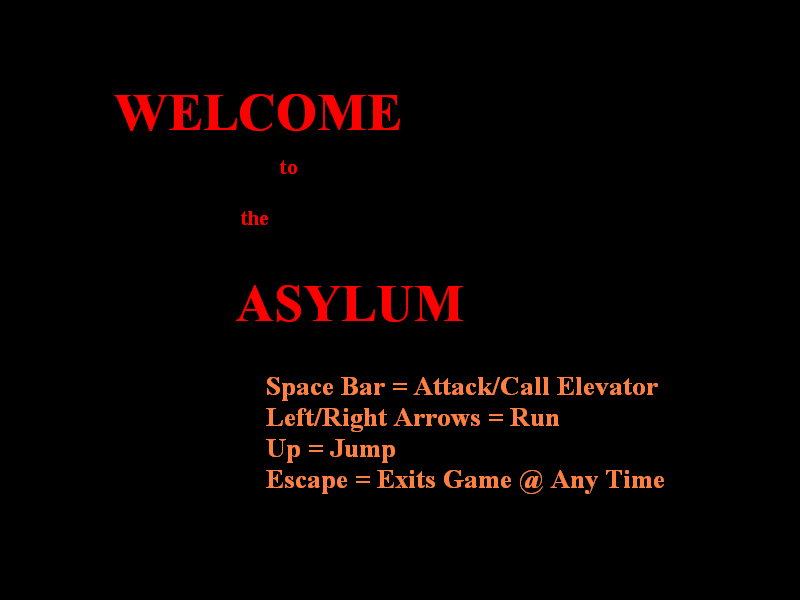 WELCOME
to
the
ASYLUM
Space Bar = Attack/Call Elevator
Left/Right Arrows = Run
Up = Jump
Escape = Exits Game @ Any Time